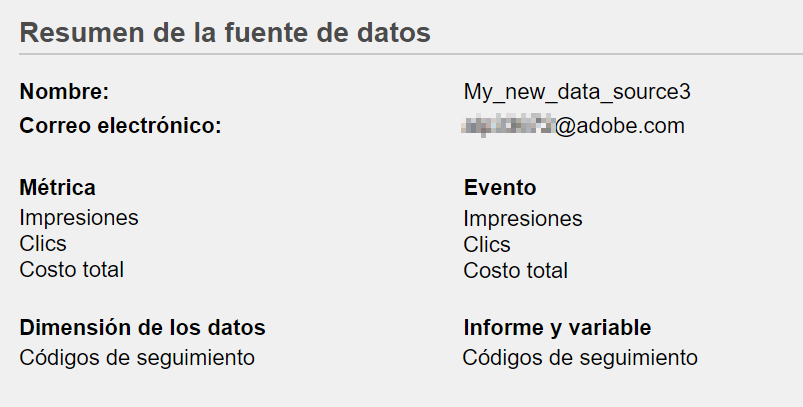 Resumen de la fuente de datos
Nombre: My_new_data_source3
Correo electrónico: @adobe.com
Métrica Evento
Impresiones Impresiones
Clics Clics
Costo total Costo total
Dimensión de los datos Informe y variable
Códigos de seguimiento Códigos de seguimiento